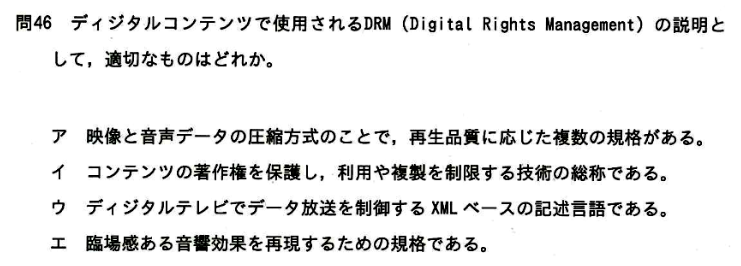 問46 ディジタルコンテンツで使用されるDRM（Digital Rights Management）の説明と
して，適切なものはどれか。
ア 映像と音声データの圧縮方式のことで，再生品質に応じた複数の規格がある。
イ コンテンツの著作権を保護し，利用や複製を制限する技術の総称である。
ウ ディジタルテレビでデータ放送を制御するXMLベースの記述言語である。
エ 臨場感ある音響効果を再現するための規格である。